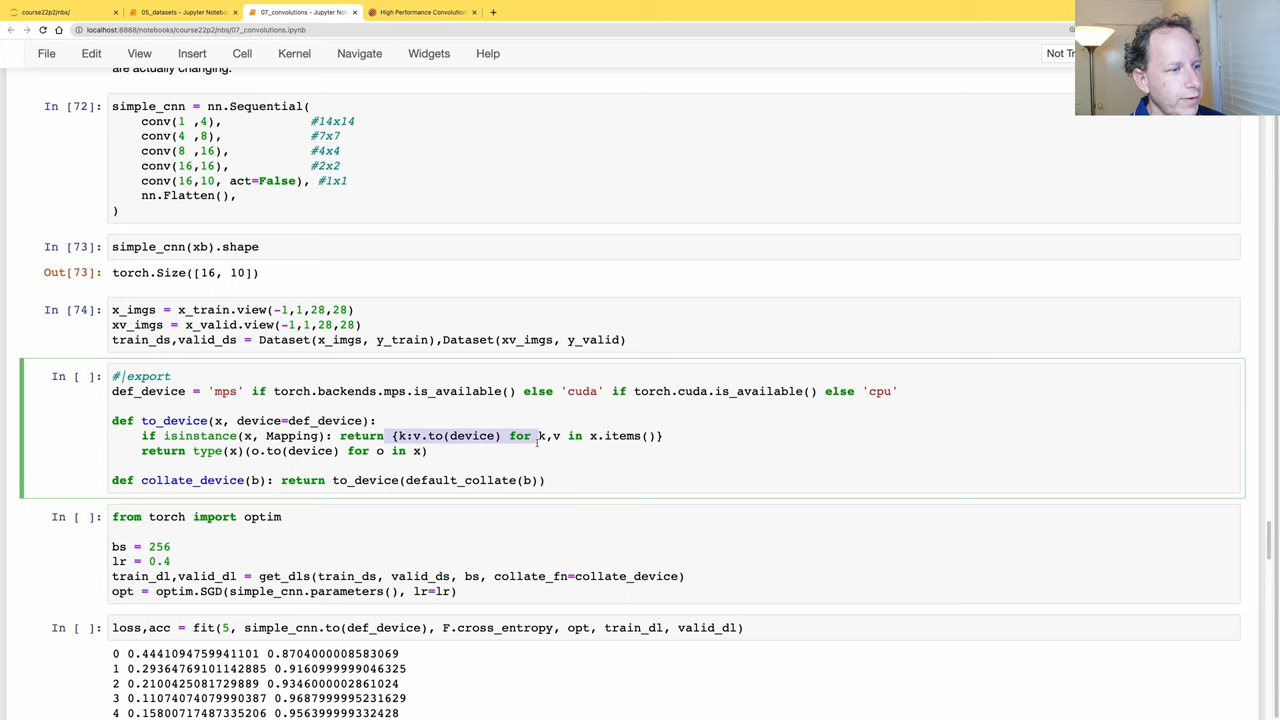 course22p2/nbs/
05_datasets - Jupyter Noteb
07_convolutions - Jupyter Note
High Performance Convolution
localhost:8888/notebooks/course22p2/nbs/07_convolutions.ipynb
File Edit View Insert Cell Kernel Navigate Widgets Help Not Tr
are actually changing.
In [72]: simple_cnn = nn.Sequential(
conv(1 ,4), #14x14
conv(4 ,8), #7x7
conv(8 ,16), #4x4
conv(16,16), #2x2
conv(16,10, act=False), #1x1
nn.Flatten(),
)
In [73]: simple_cnn(xb).shape
Out[73]: torch.Size([16, 10])
In [74]: x_imgs = x_train.view(-1,1,28,28)
xv_imgs = x_valid.view(-1,1,28,28)
train_ds,valid_ds = Dataset(x_imgs, y_train),Dataset(xv_imgs, y_valid)
In [ ]: #|export
def_device = 'mps' if torch.backends.mps.is_available() else 'cuda' if torch.cuda.is_available() else 'cpu'
def to_device(x, device=def_device):
if isinstance(x, Mapping): return {k:v.to(device) for k,v in x.items()}
return type(x)(o.to(device) for o in x)
def collate_device(b): return to_device(default_collate(b))
In [ ]: from torch import optim
bs = 256
lr = 0.4
train_dl,valid_dl = get_dls(train_ds, valid_ds, bs, collate_fn=collate_device)
opt = optim.SGD(simple_cnn.parameters(), lr=lr)
In [ ]: loss,acc = fit(5, simple_cnn.to(def_device), F.cross_entropy, opt, train_dl, valid_dl)
0 0.4441094759941101 0.8704000008583069
1 0.29364769101142885 0.9160999999046325
2 0.2100425081729889 0.9346000002861024
3 0.11074074079990387 0.9687999995231629
4 0.15800717487335206 0.956399999332428